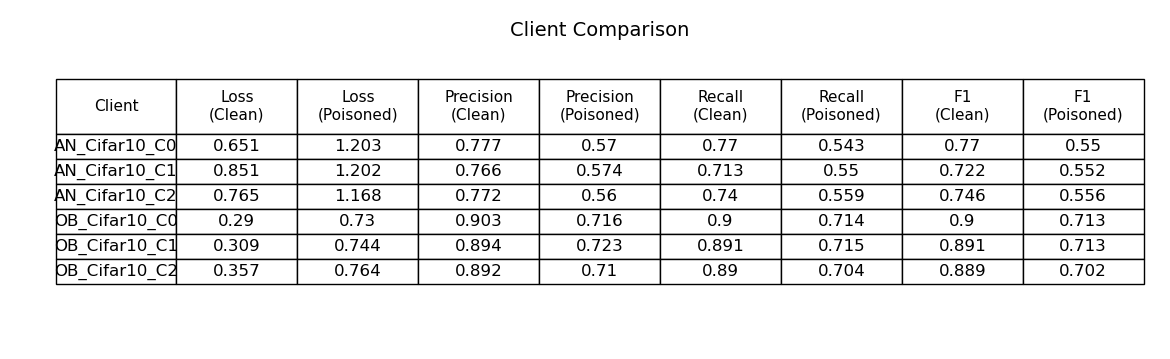 Client Comparison
Client Loss (Clean) Loss (Poisoned) Precision (Clean) Precision (Poisoned) Recall (Clean) Recall (Poisoned) F1 (Clean) F1 (Poisoned)
AN_Cifar10_C0 0.651 1.203 0.777 0.57 0.77 0.543 0.77 0.55
AN_Cifar10_C1 0.851 1.202 0.766 0.574 0.713 0.55 0.722 0.552
AN_Cifar10_C2 0.765 1.168 0.772 0.56 0.74 0.559 0.746 0.556
OB_Cifar10_C0 0.29 0.73 0.903 0.716 0.9 0.714 0.9 0.713
OB_Cifar10_C1 0.309 0.744 0.894 0.723 0.891 0.715 0.891 0.713
OB_Cifar10_C2 0.357 0.764 0.892 0.71 0.89 0.704 0.889 0.702